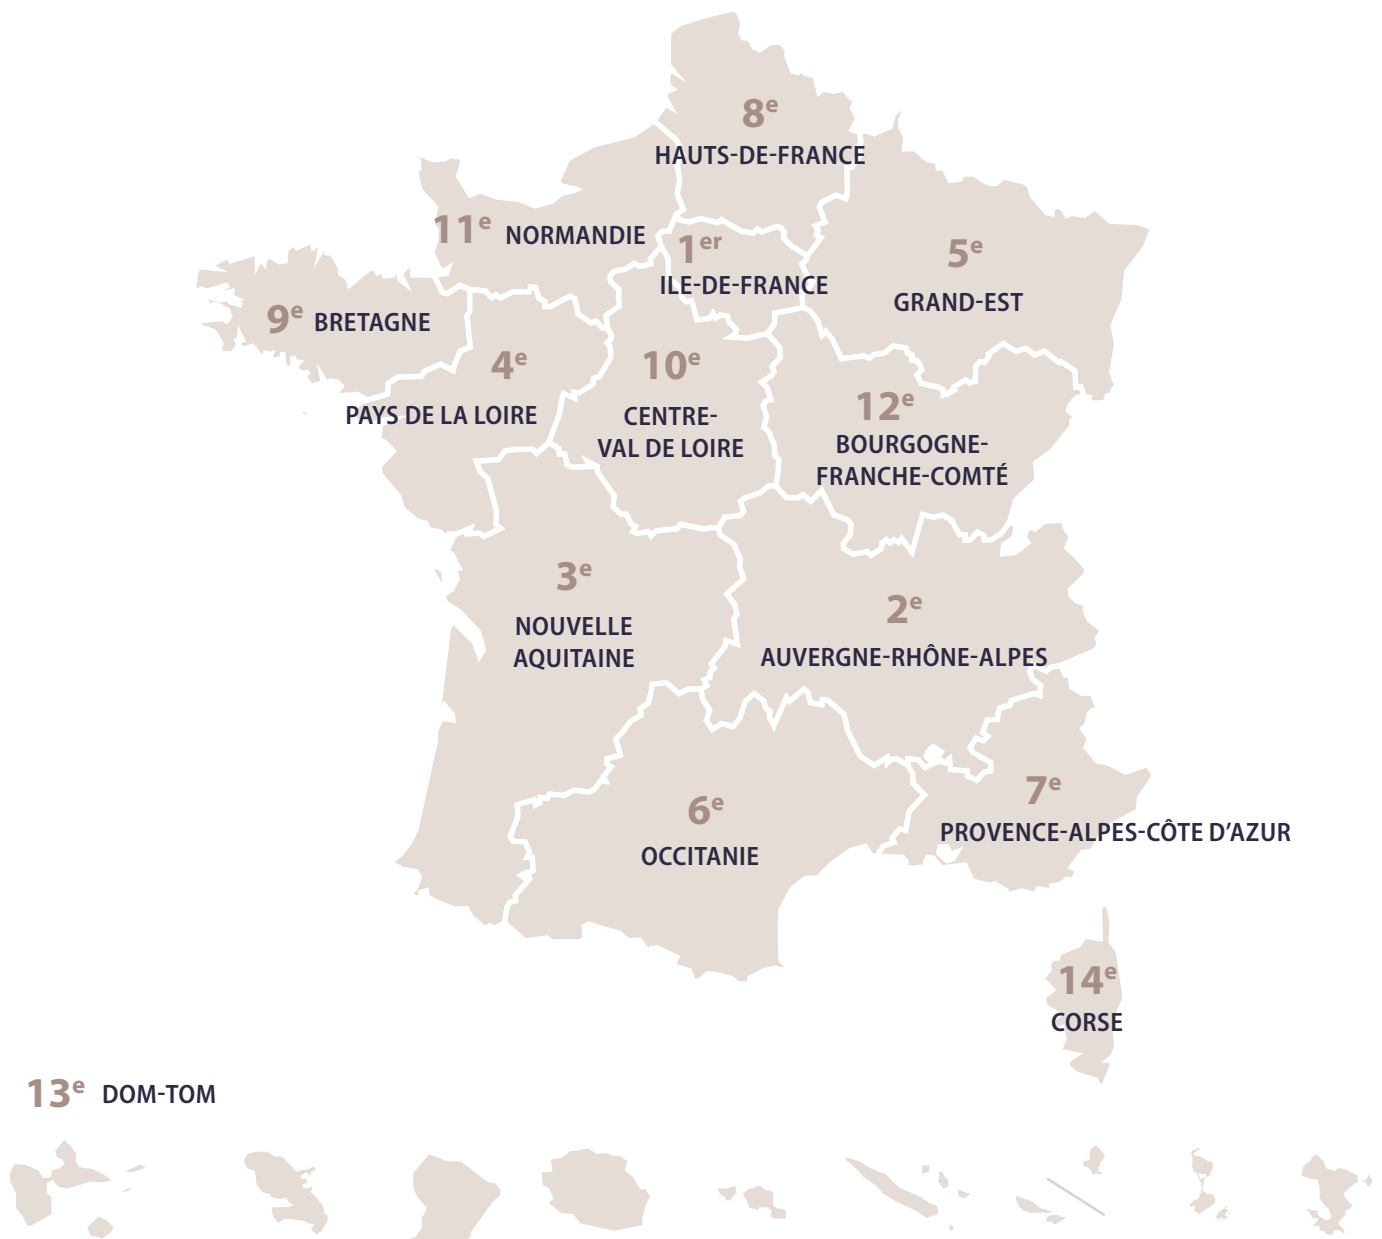 8e
HAUTS-DE-FRANCE
11e NORMANDIE
1er
ILE-DE-FRANCE
5e
GRAND-EST
9e BRETAGNE
4e
PAYS DE LA LOIRE
10e
CENTRE-
VAL DE LOIRE
12e
BOURGOGNE-
FRANCHE-COMTÉ
3e
NOUVELLE
AQUITAINE
2e
AUVERGNE-RHÔNE-ALPES
7e
PROVENCE-ALPES-CÔTE D’AZUR
6e
OCCITANIE
14e
CORSE
13e DOM-TOM